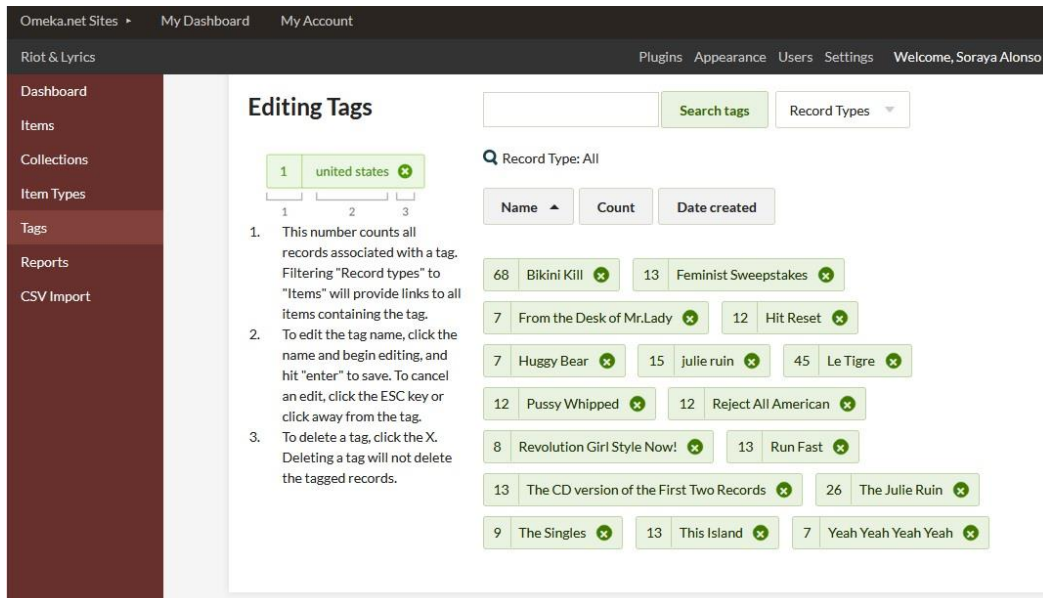 Omeka.net Sites ▸ My Dashboard My Account
Riot & Lyrics Plugins Appearance Users Settings Welcome, Soraya Alonso
Dashboard
Items
Collections
Item Types
Tags
Reports
CSV Import
Editing Tags
1 united states
1 2 3
1. This number counts all
records associated with a tag.
Filtering "Record types" to
"Items" will provide links to all
items containing the tag.
2. To edit the tag name, click the
name and begin editing, and
hit "enter" to save. To cancel
an edit, click the ESC key or
click away from the tag.
3. To delete a tag, click the X.
Deleting a tag will not delete
the tagged records.
Search tags Record Types
Record Type: All
Name Count Date created
68 Bikini Kill 13 Feminist Sweepstakes
7 From the Desk of Mr.Lady 12 Hit Reset
7 Huggy Bear 15 julie ruin 45 Le Tigre
12 Pussy Whipped 12 Reject All American
8 Revolution Girl Style Now! 13 Run Fast
13 The CD version of the First Two Records 26 The Julie Ruin
9 The Singles 13 This Island 7 Yeah Yeah Yeah Yeah